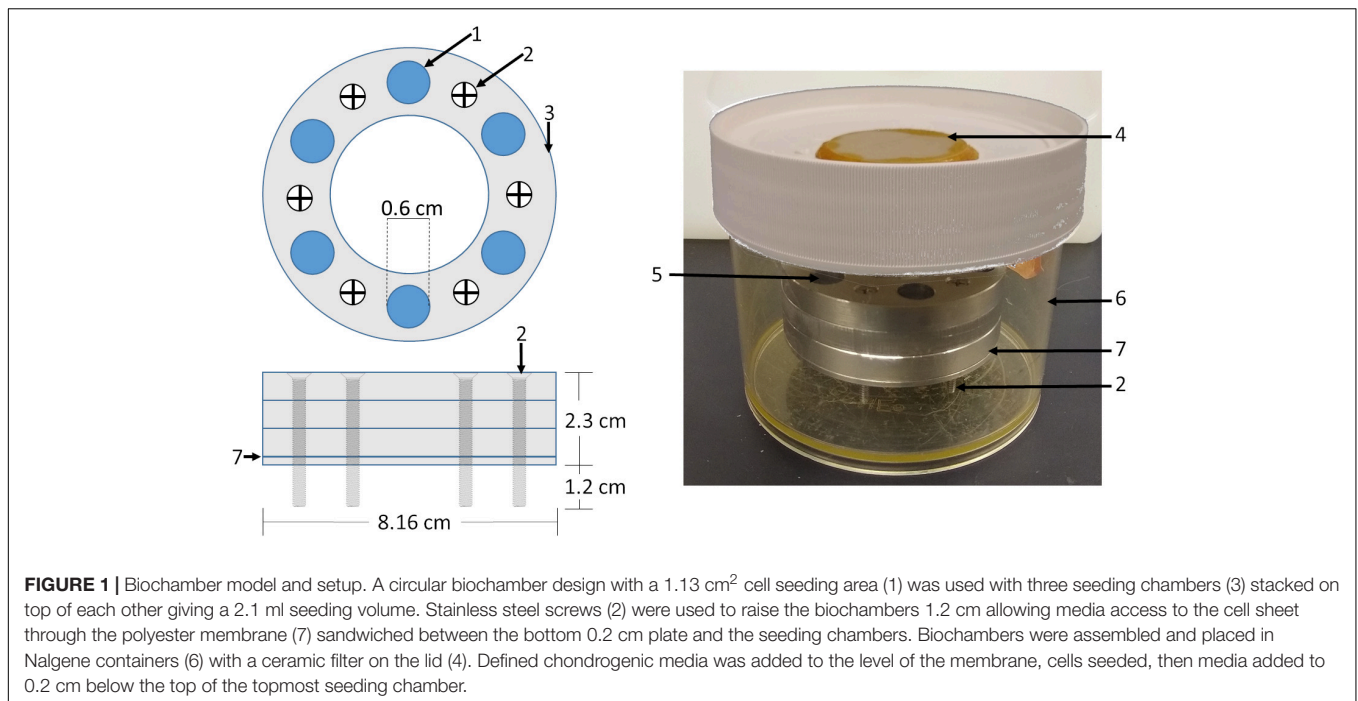 1
2
3
0.6 cm
4
5
6
7
2
2
2.3 cm
7
1.2 cm
8.16 cm
FIGURE 1 | Biochamber model and setup. A circular biochamber design with a 1.13 cm² cell seeding area (1) was used with three seeding chambers (3) stacked on
top of each other giving a 2.1 ml seeding volume. Stainless steel screws (2) were used to raise the biochambers 1.2 cm allowing media access to the cell sheet
through the polyester membrane (7) sandwiched between the bottom 0.2 cm plate and the seeding chambers. Biochambers were assembled and placed in
Nalgene containers (6) with a ceramic filter on the lid (4). Defined chondrogenic media was added to the level of the membrane, cells seeded, then media added to
0.2 cm below the top of the topmost seeding chamber.